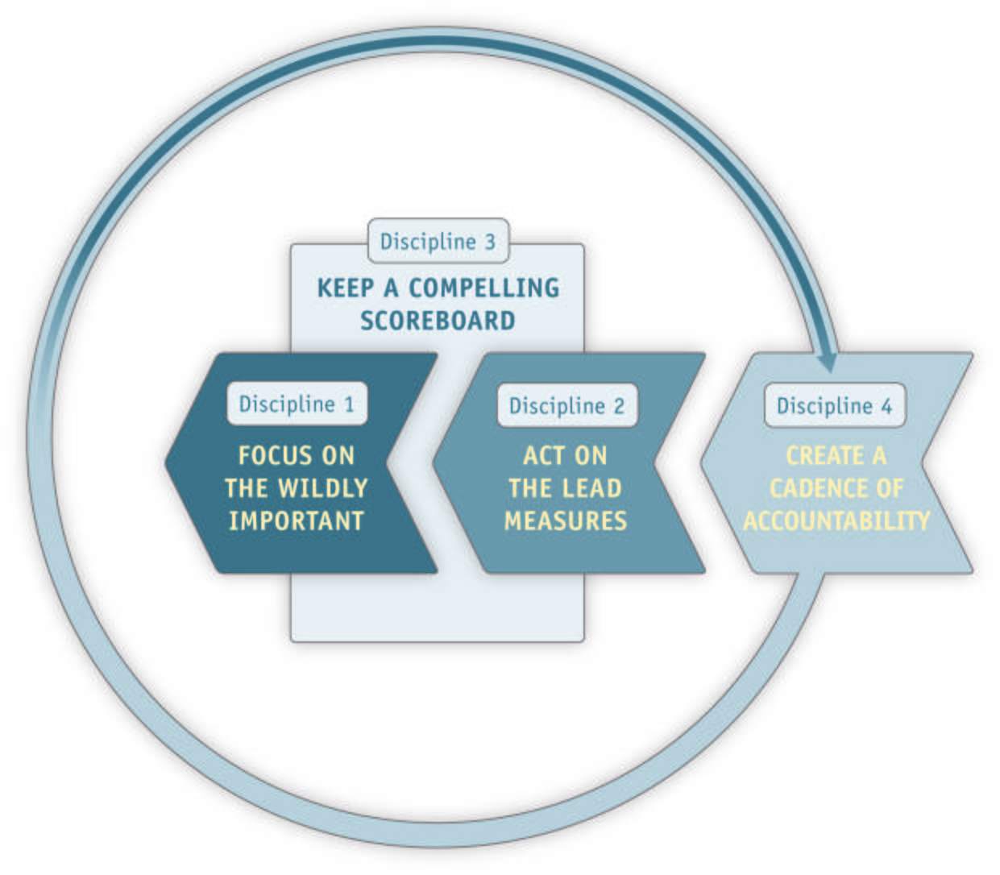 Discipline 3
KEEP A COMPELLING
SCOREBOARD
Discipline 1
FOCUS ON
THE WILDLY
IMPORTANT
Discipline 2
ACT ON
THE LEAD
MEASURES
Discipline 4
CREATE A
CADENCE OF
ACCOUNTABILITY